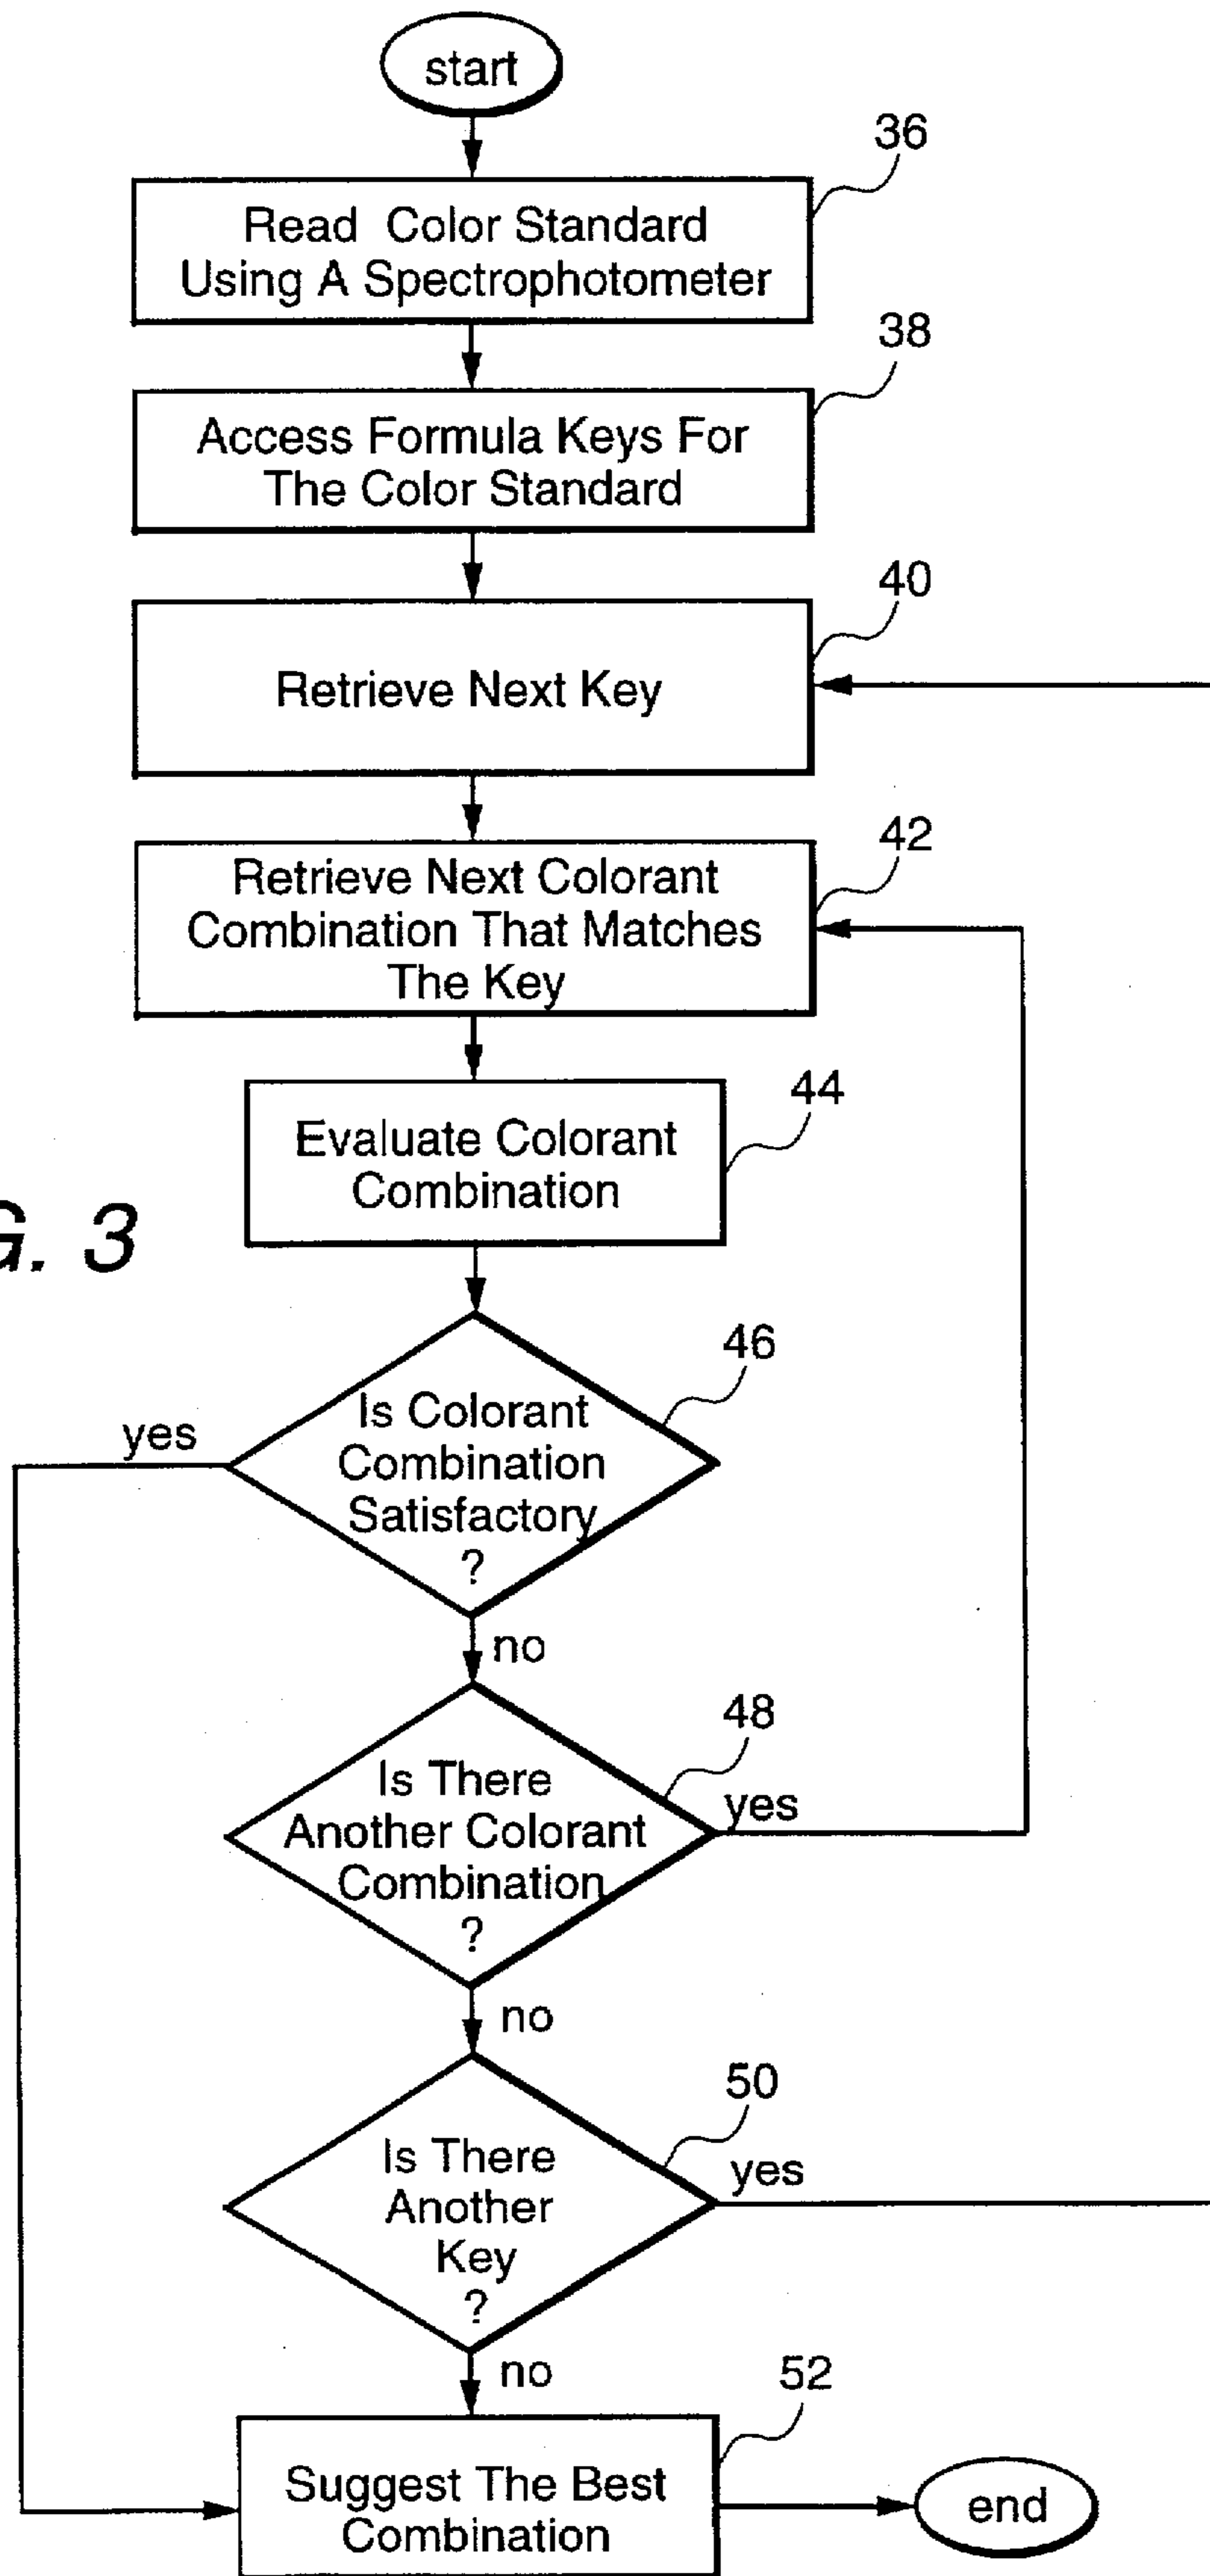 start
36
Read Color Standard
Using A Spectrophotometer
38
Access Formula Keys For
The Color Standard
40
Retrieve Next Key
42
Retrieve Next Colorant
Combination That Matches
The Key
44
Evaluate Colorant
Combination
G. 3
46
Is Colorant
Combination
Satisfactory
?
yes
no
48
Is There
Another Colorant
Combination
?
yes
no
50
Is There
Another
Key
?
yes
no
52
Suggest The Best
Combination
end